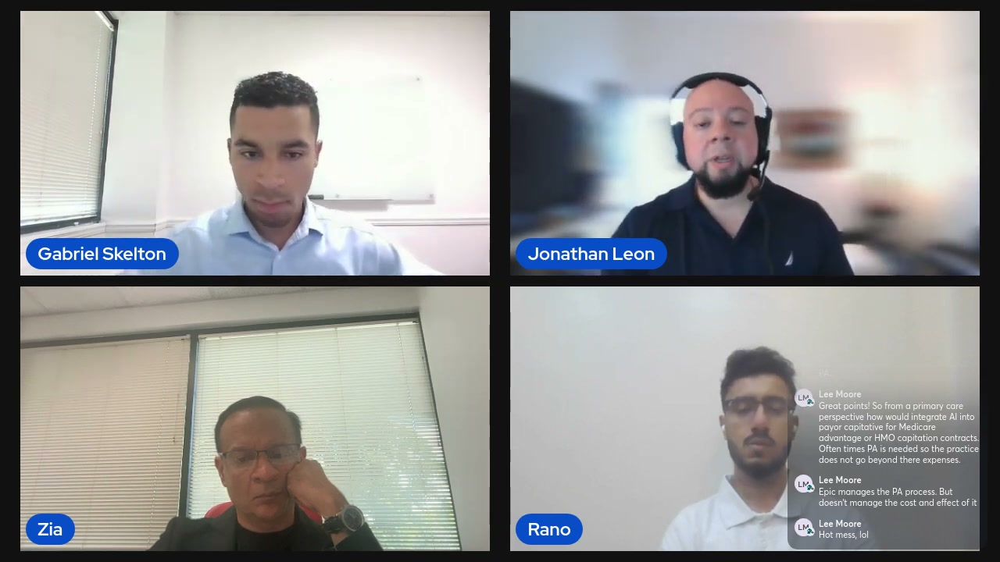 Gabriel Skelton
Jonathan Leon
Zia
Rano
PA.
LM
Lee Moore
Great points! So from a primary care
perspective how would integrate AI into
payor capitative for Medicare
advantage or HMO capitation contracts.
Often times PA is needed so the practice
does not go beyond there expenses.
LM
Lee Moore
Epic manages the PA process. But
doesn't manage the cost and effect of it
LM
Lee Moore
Hot mess, lol